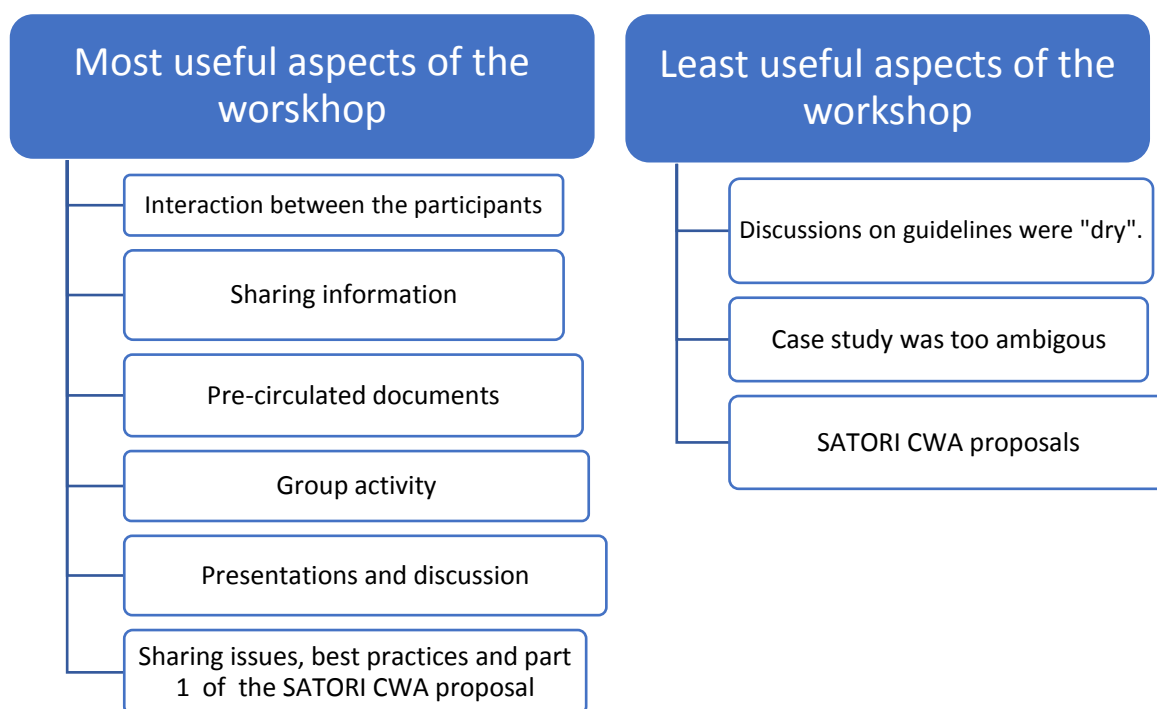 Most useful aspects of the
worskhop
Interaction between the participants
Sharing information
Pre-circulated documents
Group activity
Presentations and discussion
Sharing issues, best practices and part
1 of the SATORI CWA proposal
Least useful aspects of the
workshop
Discussions on guidelines were "dry".
Case study was too ambigous
SATORI CWA proposals